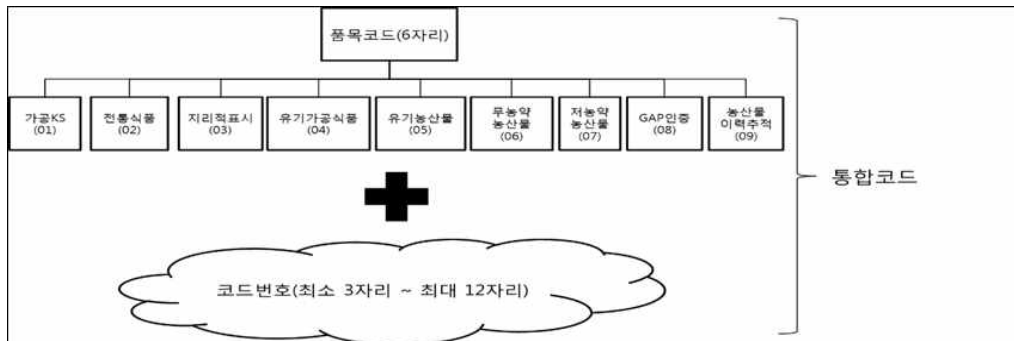 품목코드(6자리)
가공KS
(01)
전통식품
(02)
지리적표시
(03)
유기가공식품
(04)
유기농산물
(05)
무농약
농산물
(06)
저농약
농산물
(07)
GAP인증
(08)
농산물
이력추적
(09)
통합코드
코드번호(최소 3자리 ~ 최대 12자리)